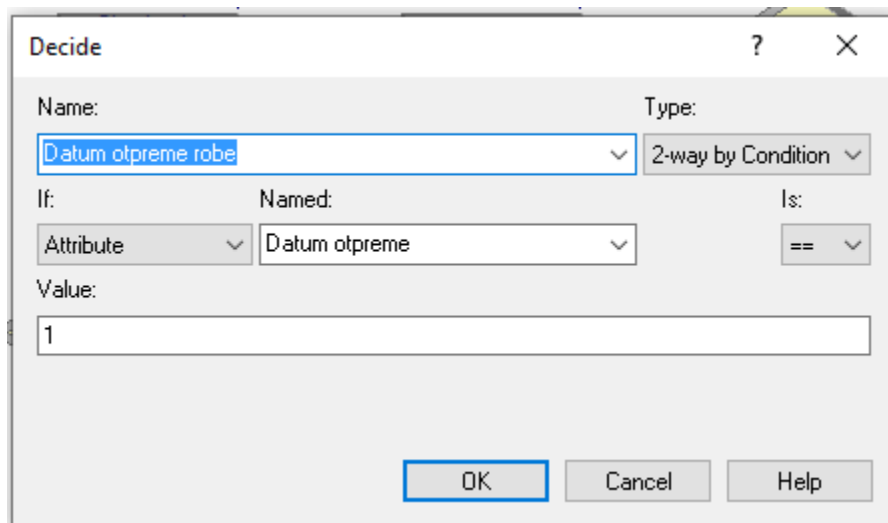 Decide
Name: Type:
Datum otpreme robe 2-way by Condition
If: Named: Is:
Attribute Datum otpreme ==
Value:
1
OK Cancel Help